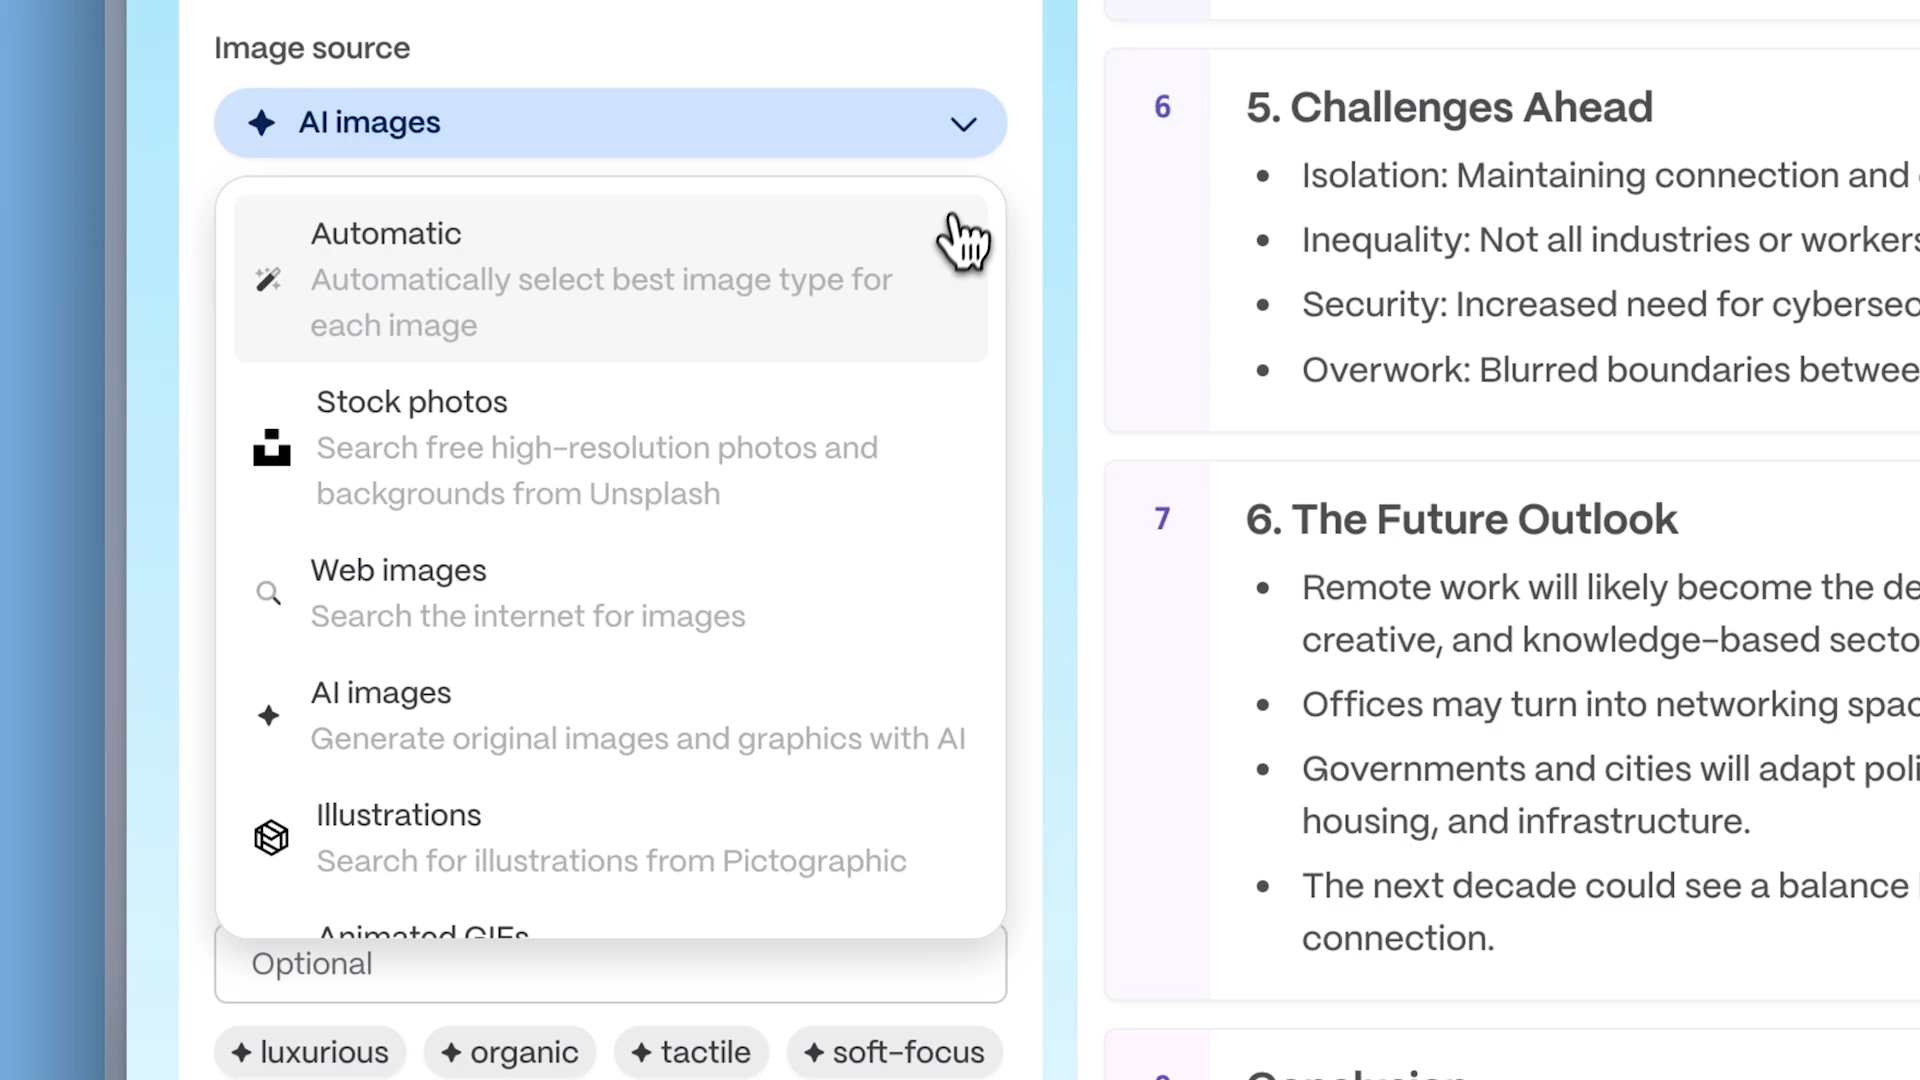 Image source
AI images
Automatic
Automatically select best image type for
each image
Stock photos
Search free high-resolution photos and
backgrounds from Unsplash
Web images
Search the internet for images
AI images
Generate original images and graphics with AI
Illustrations
Search for illustrations from Pictographic
Animated GIFs
Optional
luxurious
organic
tactile
soft-focus
6
5. Challenges Ahead
• Isolation: Maintaining connection and
• Inequality: Not all industries or workers
• Security: Increased need for cybersec
• Overwork: Blurred boundaries betwee
7
6. The Future Outlook
• Remote work will likely become the de
creative, and knowledge-based secto
• Offices may turn into networking spac
• Governments and cities will adapt poli
housing, and infrastructure.
• The next decade could see a balance
connection.
Conclusion